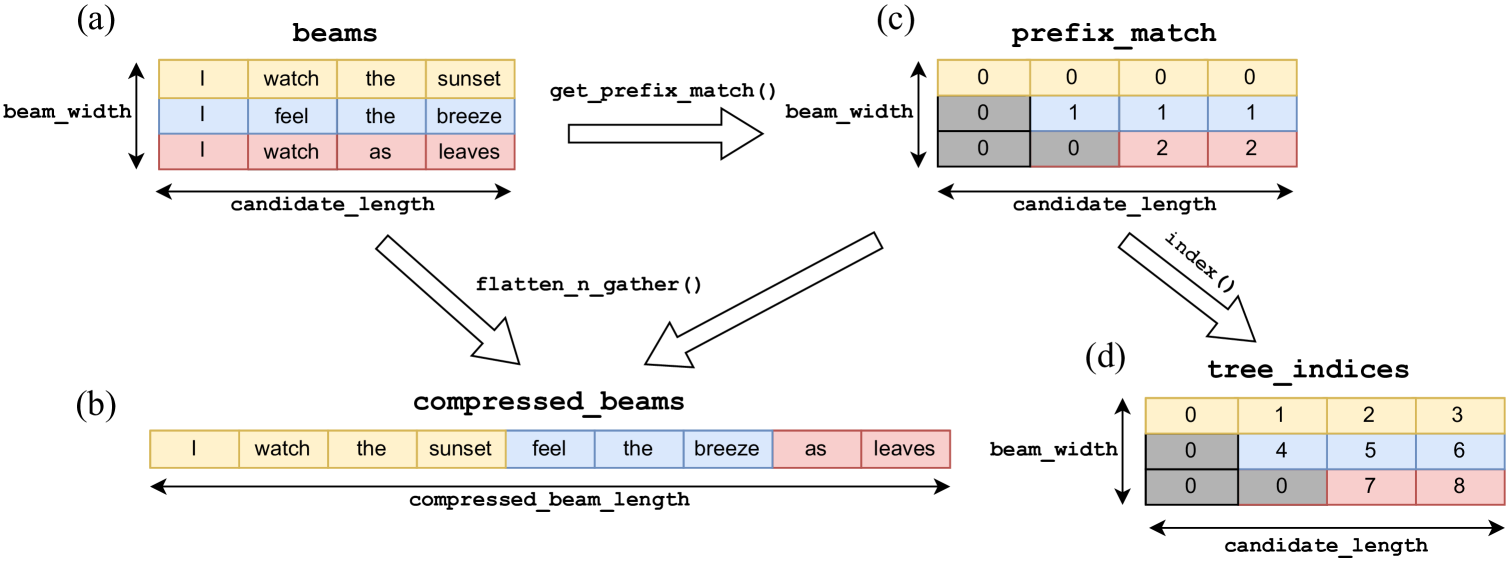 (a)
beams
beam_width
I watch the sunset
I feel the breeze
I watch as leaves
candidate_length
get_prefix_match()
(c)
prefix_match
beam_width
0 0 0 0
0 1 1 1
0 0 2 2
candidate_length
flatten_n_gather()
index()
(b)
compressed_beams
I watch the sunset feel the breeze as leaves
compressed_beam_length
(d)
tree_indices
beam_width
0 1 2 3
0 4 5 6
0 0 7 8
candidate_length